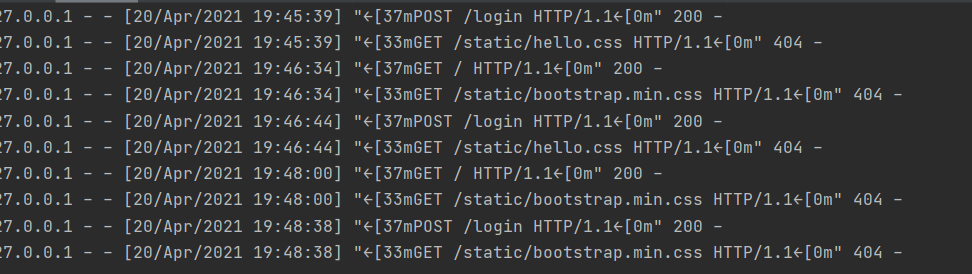 27.0.0.1 - - [20/Apr/2021 19:45:39] "←[37mPOST /login HTTP/1.1←[0m" 200 -
27.0.0.1 - - [20/Apr/2021 19:45:39] "←[33mGET /static/hello.css HTTP/1.1←[0m" 404 -
27.0.0.1 - - [20/Apr/2021 19:46:34] "←[37mGET / HTTP/1.1←[0m" 200 -
27.0.0.1 - - [20/Apr/2021 19:46:34] "←[33mGET /static/bootstrap.min.css HTTP/1.1←[0m" 404 -
27.0.0.1 - - [20/Apr/2021 19:46:44] "←[37mPOST /login HTTP/1.1←[0m" 200 -
27.0.0.1 - - [20/Apr/2021 19:46:44] "←[33mGET /static/hello.css HTTP/1.1←[0m" 404 -
27.0.0.1 - - [20/Apr/2021 19:48:00] "←[37mGET / HTTP/1.1←[0m" 200 -
27.0.0.1 - - [20/Apr/2021 19:48:00] "←[33mGET /static/bootstrap.min.css HTTP/1.1←[0m" 404 -
27.0.0.1 - - [20/Apr/2021 19:48:38] "←[37mPOST /login HTTP/1.1←[0m" 200 -
27.0.0.1 - - [20/Apr/2021 19:48:38] "←[33mGET /static/bootstrap.min.css HTTP/1.1←[0m" 404 -